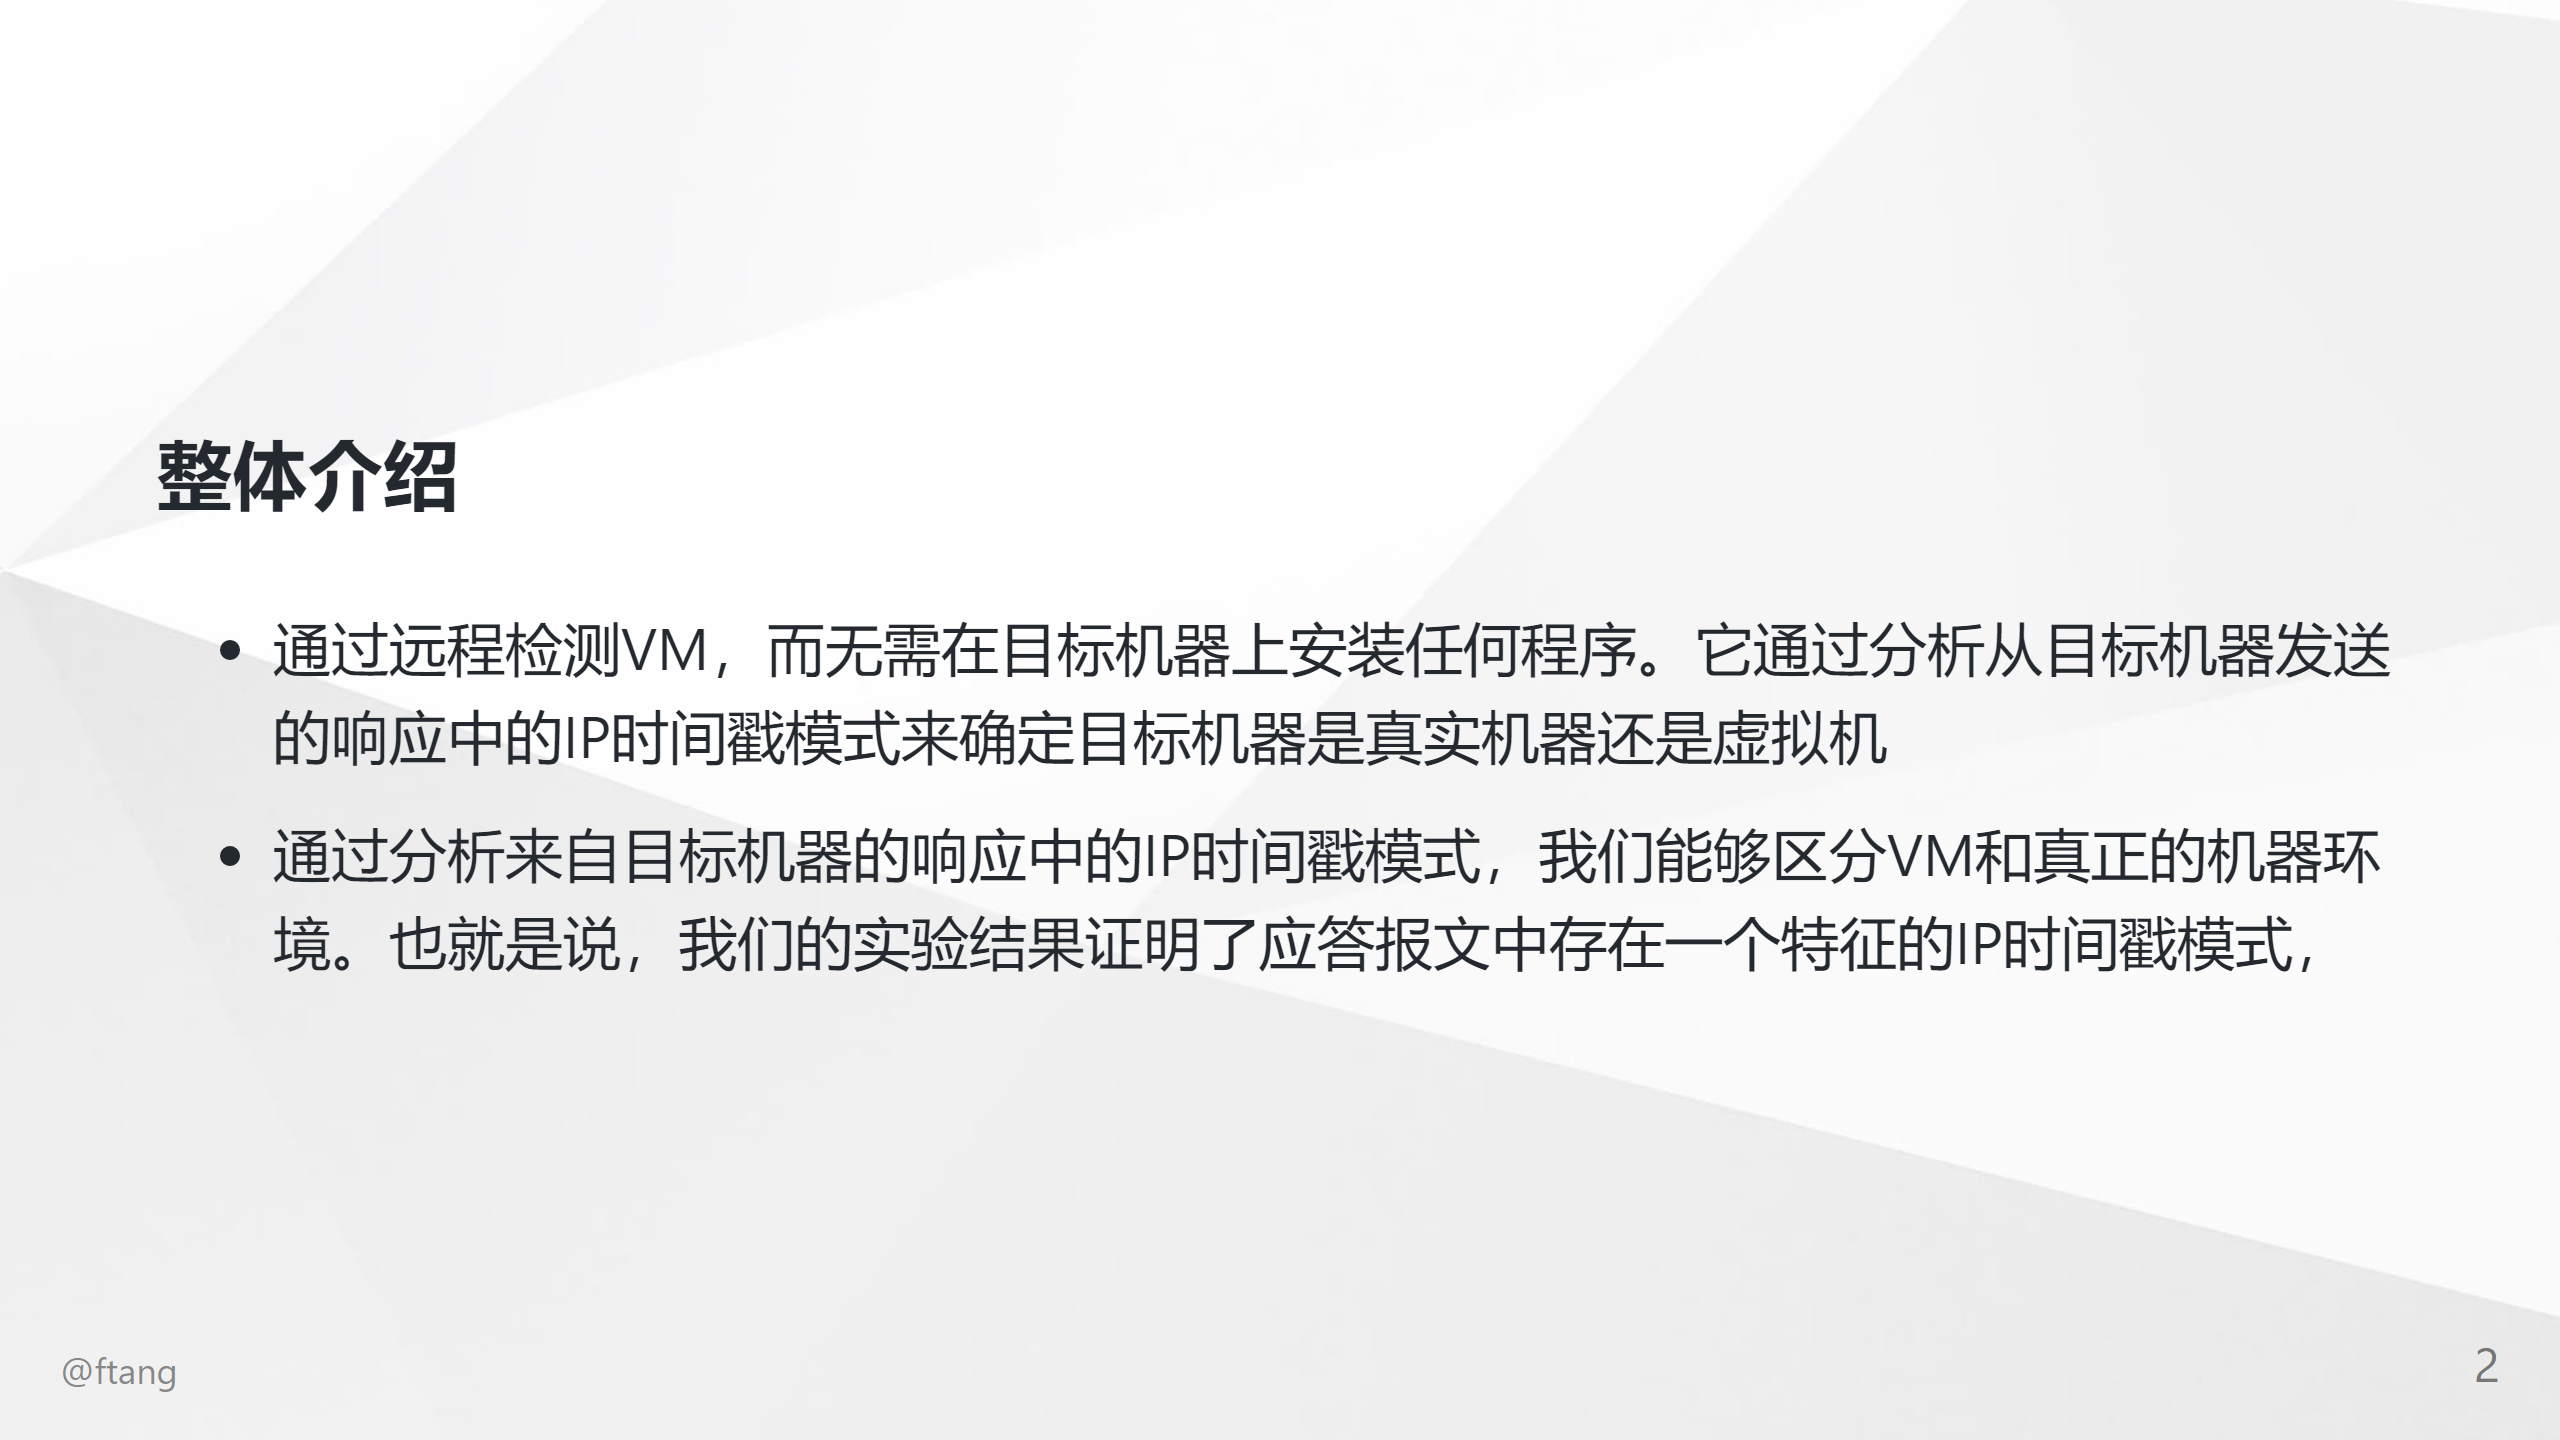 整体介绍
• 通过远程检测VM，而无需在目标机器上安装任何程序。它通过分析从目标机器发送
的响应中的IP时间戳模式来确定目标机器是真实机器还是虚拟机
• 通过分析来自目标机器的响应中的IP时间戳模式，我们能够区分VM和真正的机器环
境。也就是说，我们的实验结果证明了应答报文中存在一个特征的IP时间戳模式，
@ftang
2